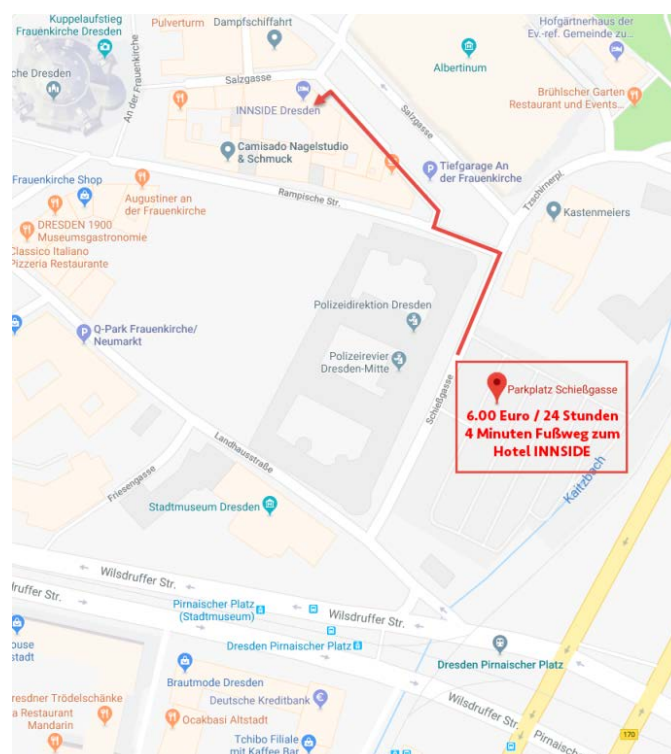 Kuppelaufstieg
Frauenkirche Dresden
Pulverturm
Dampfschiffahrt
Hofgärtnerhaus der
Ev.-ref. Gemeinde zu...
Albertinum
che Dresden
An der Frauenkirche
Salzgasse
INNSIDE Dresden
Salzgasse
Brühlscher Garten
Restaurant und Events...
Camisado Nagelstudio
& Schmuck
Tiefgarage An
der Frauenkirche
Tzschirnerpl.
Frauenkirche Shop
Augustiner an
der Frauenkirche
Rampische Str.
Kastenmeiers
DRESDEN 1900
Museumsgastronomie
Classico Italiano
Pizzeria Restaurante
Polizeidirektion Dresden
Q-Park Frauenkirche/
Neumarkt
Polizeirevier
Dresden-Mitte
Schießgasse
Parkplatz Schießgasse
6.00 Euro / 24 Stunden
4 Minuten Fußweg zum
Hotel INNSIDE
Landhausstraße
Friesengasse
Kaitzbach
Stadtmuseum Dresden
Wilsdruffer Str.
druffer Str.
Pirnaischer Platz
(Stadtmuseum)
Wilsdruffer Str.
Dresden Pirnaischer Platz
Dresden Pirnaischer Platz
ouse
stadt
Brautmode Dresden
Deutsche Kreditbank
resdner Trödelschänke
a Restaurant
Mandarin
Ocakbasi Altstadt
Wilsdruffer Str.
170
Pirnaisch
Tchibo Filiale
mit Kaffee Bar